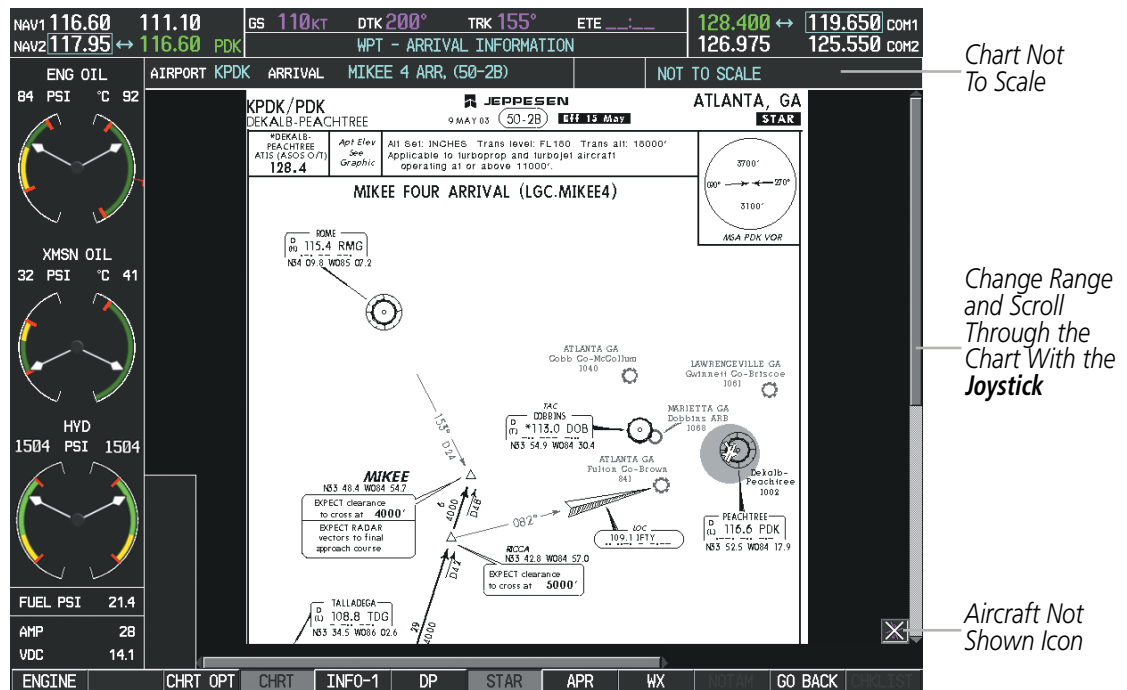 NAV1 116.60 111.10
NAV2 117.95 ↔ 116.60 PDK
GS 110KT DTK 200° TRK 155° ETE __:__
WPT - ARRIVAL INFORMATION
128.400 ↔ 119.650 COM1
126.975 125.550 COM2
AIRPORT KPDK ARRIVAL MIKEE 4 ARR, (50-2B) NOT TO SCALE
Chart Not
To Scale
ENG OIL
84 PSI °C 92
XMSN OIL
32 PSI °C 41
HYD
1504 PSI 1504
FUEL PSI 21.4
AMP 28
VDC 14.1
KPDK/PDK
DEKALB-PEACHTREE
JEPPESEN
9 MAY 03 50-2B Eff 15 May
ATLANTA, GA
STAR
*DEKALB-
PEACHTREE
ATIS (ASOS O/T)
128.4
Apt Elev
See
Graphic
Alt Set: INCHES Trans level: FL180 Trans alt: 18000'
Applicable to turboprop and turbojet aircraft
operating at or above 11000'.
3700'
090° 270°
3100'
MSA PDK VOR
MIKEE FOUR ARRIVAL (LGC.MIKEE4)
ROME
D
(H) 115.4 RMG
N34 09.8 W085 07.2
ATLANTA GA
Cobb Co-McCollum
1040
LAWRENCEVILLE GA
Gwinnett Co-Briscoe
1061
TAC
DOBBINS
D
(T) *113.0 DOB
N33 54.9 W084 30.4
MARIETTA GA
Dobbins ARB
1068
153°
D24
MIKEE
N33 48.4 W084 54.7
EXPECT clearance
to cross at 4000'
EXPECT RADAR
vectors to final
approach course
ATLANTA GA
Fulton Co-Brown
841
Dekalb-
Peachtree
1002
6
4000
D48
082°
LOC
109.1 IFTY
PEACHTREE
D
(L) 116.6 PDK
N33 52.5 W084 17.9
RICCA
N33 42.8 W084 57.0
EXPECT clearance
to cross at 5000'
D42
29
4000
TALLADEGA
D
(L) 108.8 TDG
N33 34.5 W086 02.6
Change Range
and Scroll
Through the
Chart With the
Joystick
Aircraft Not
Shown Icon
ENGINE CHRT OPT CHRT INFO-1 DP STAR APR WX NOTAM GO BACK CHKLIST